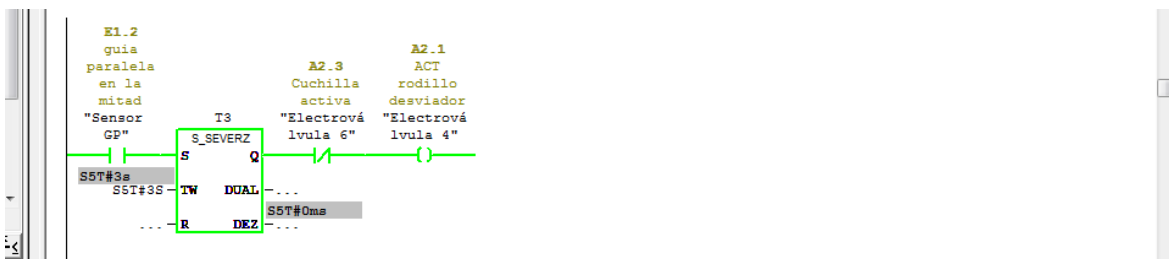 E1.2
guia
paralela
en la
mitad
"Sensor
GP"
T3
S_SEVERZ
A2.3
Cuchilla
activa
"Electrová
lvula 6"
A2.1
ACT
rodillo
desviador
"Electrová
lvula 4"
S Q
S5T#3s
S5T#3S TW DUAL ...
S5T#0ms
... R DEZ ...